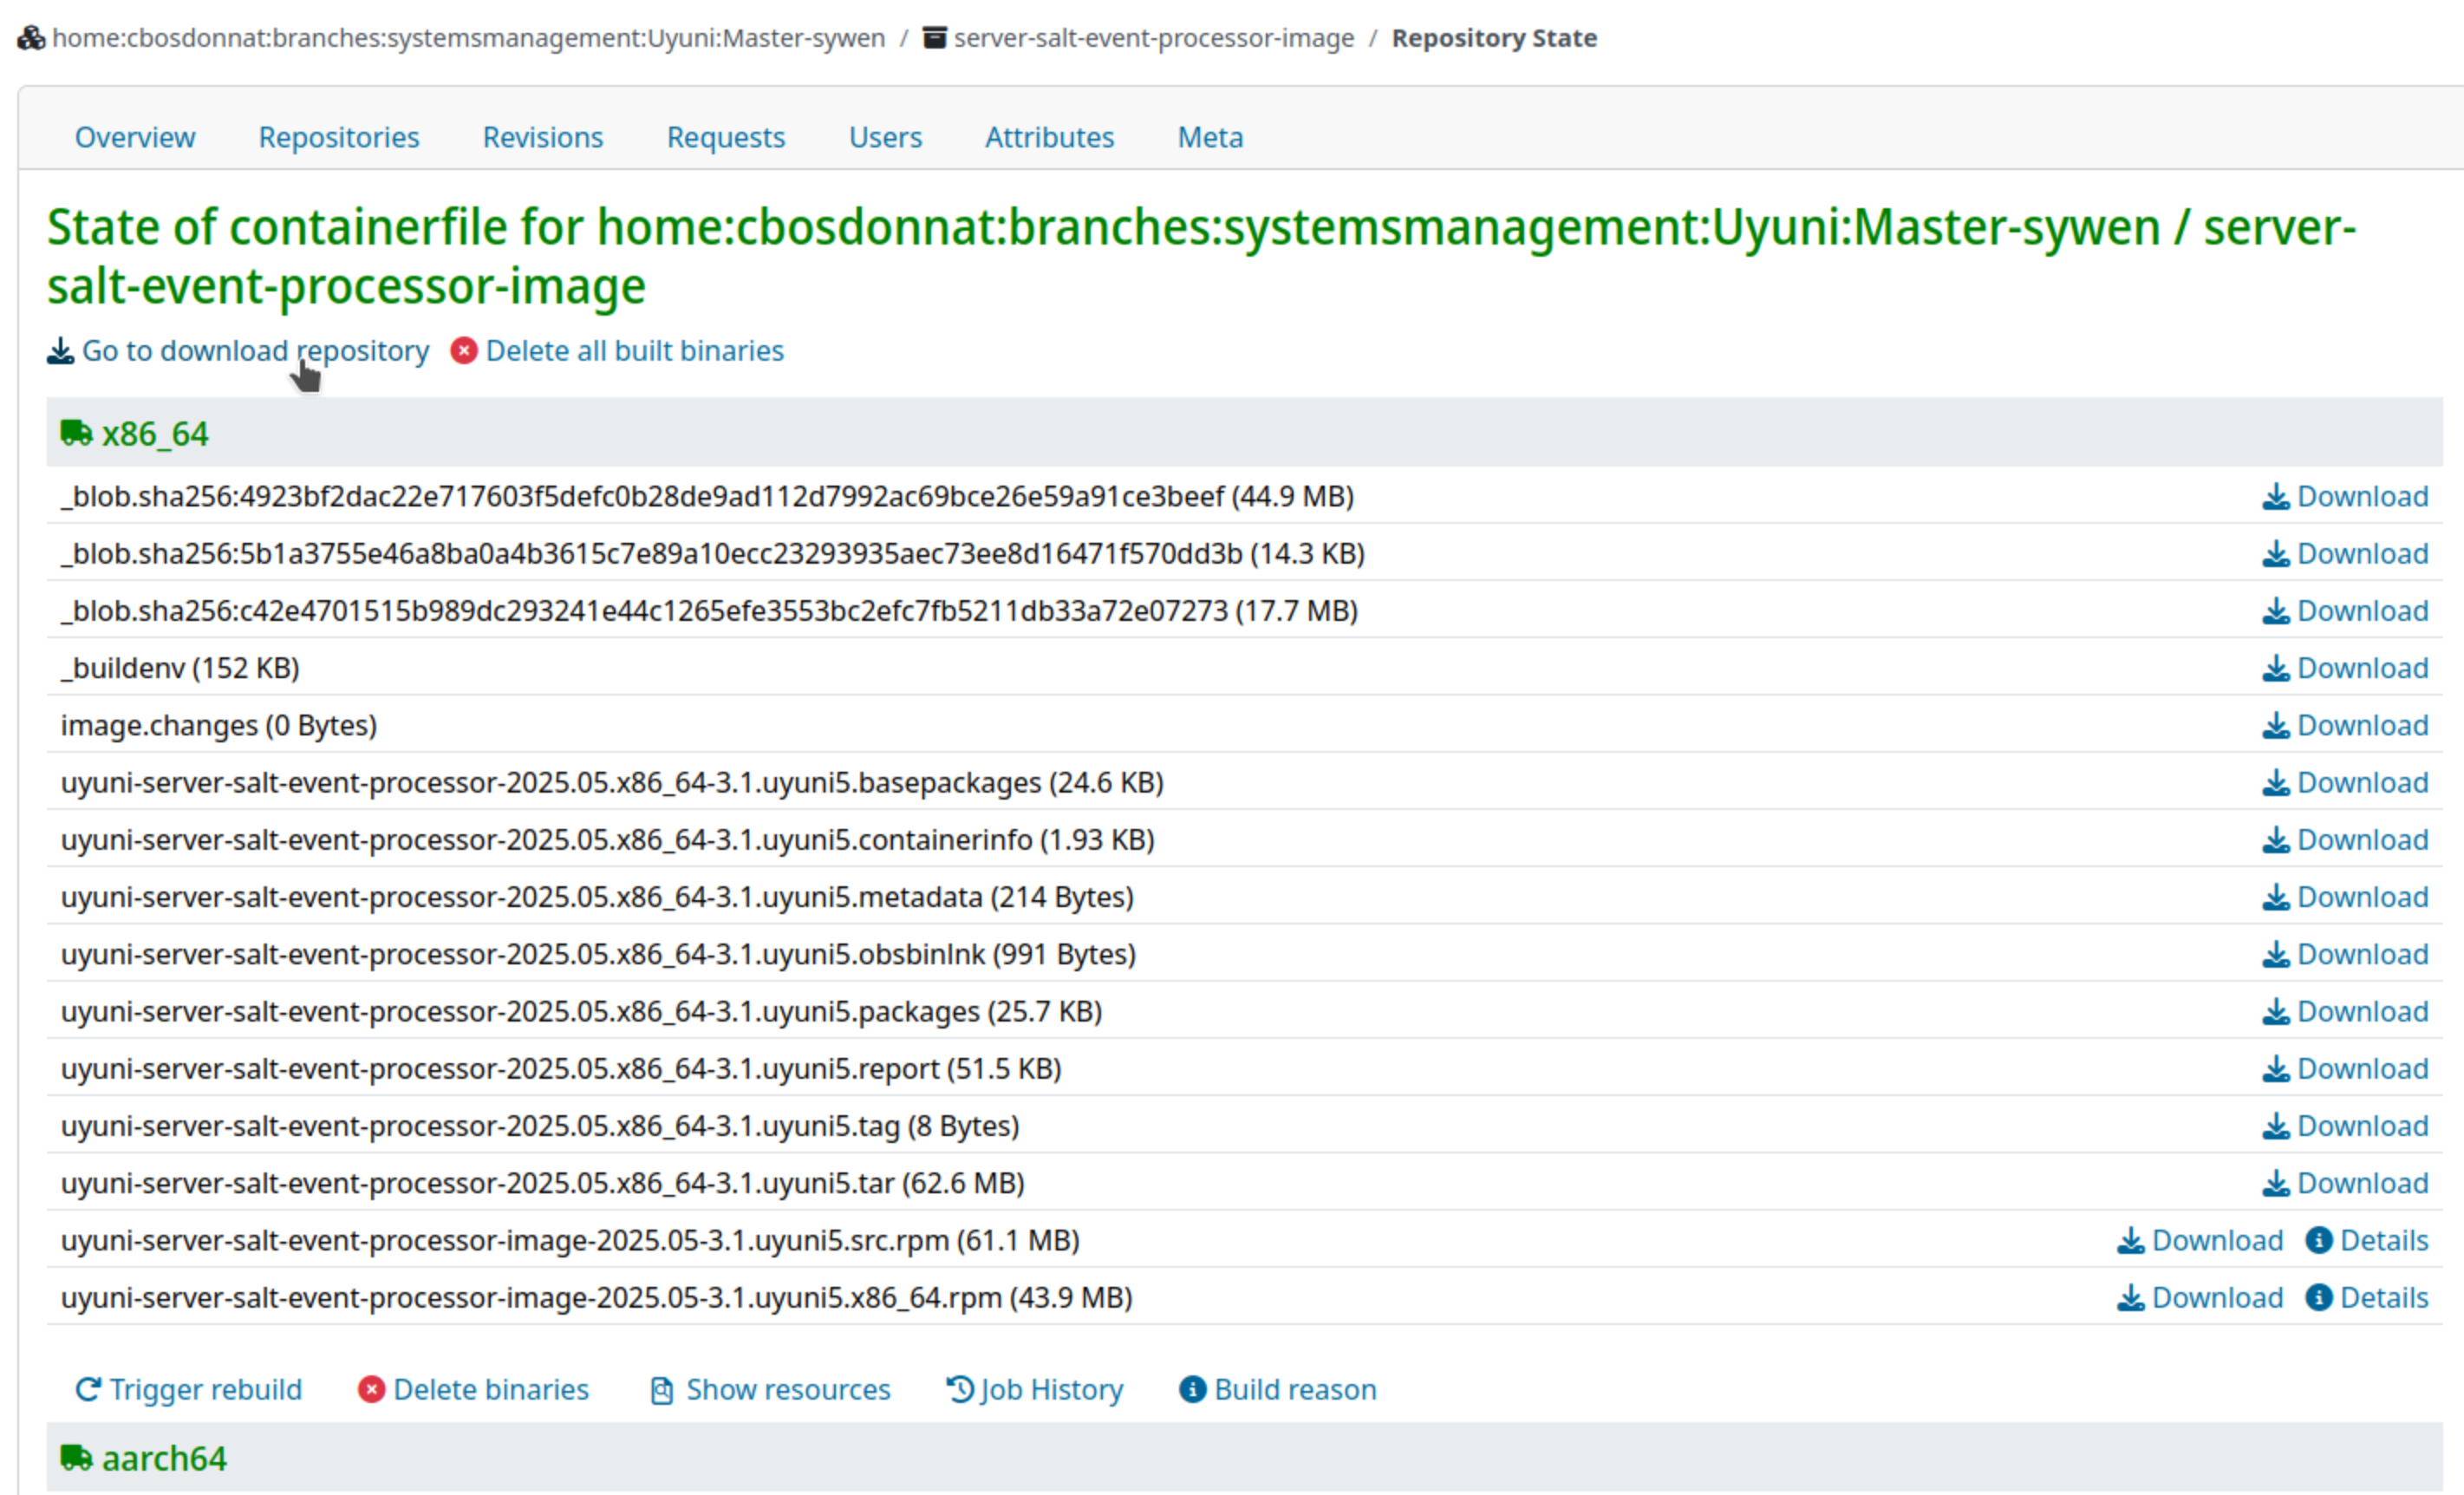 home:cbosdonnat:branches:systemsmanagement:Uyuni:Master-sywen / server-salt-event-processor-image / Repository State
Overview Repositories Revisions Requests Users Attributes Meta
State of containerfile for home:cbosdonnat:branches:systemsmanagement:Uyuni:Master-sywen / server-
salt-event-processor-image
Go to download repository Delete all built binaries
x86_64
_blob.sha256:4923bf2dac22e717603f5defc0b28de9ad112d7992ac69bce26e59a91ce3beef (44.9 MB) Download
_blob.sha256:5b1a3755e46a8ba0a4b3615c7e89a10ecc23293935aec73ee8d16471f570dd3b (14.3 KB) Download
_blob.sha256:c42e4701515b989dc293241e44c1265efe3553bc2efc7fb5211db33a72e07273 (17.7 MB) Download
_buildenv (152 KB) Download
image.changes (0 Bytes) Download
uyuni-server-salt-event-processor-2025.05.x86_64-3.1.uyuni5.basepackages (24.6 KB) Download
uyuni-server-salt-event-processor-2025.05.x86_64-3.1.uyuni5.containerinfo (1.93 KB) Download
uyuni-server-salt-event-processor-2025.05.x86_64-3.1.uyuni5.metadata (214 Bytes) Download
uyuni-server-salt-event-processor-2025.05.x86_64-3.1.uyuni5.obsbinlnk (991 Bytes) Download
uyuni-server-salt-event-processor-2025.05.x86_64-3.1.uyuni5.packages (25.7 KB) Download
uyuni-server-salt-event-processor-2025.05.x86_64-3.1.uyuni5.report (51.5 KB) Download
uyuni-server-salt-event-processor-2025.05.x86_64-3.1.uyuni5.tag (8 Bytes) Download
uyuni-server-salt-event-processor-2025.05.x86_64-3.1.uyuni5.tar (62.6 MB) Download
uyuni-server-salt-event-processor-image-2025.05-3.1.uyuni5.src.rpm (61.1 MB) Download Details
uyuni-server-salt-event-processor-image-2025.05-3.1.uyuni5.x86_64.rpm (43.9 MB) Download Details
Trigger rebuild Delete binaries Show resources Job History Build reason
aarch64